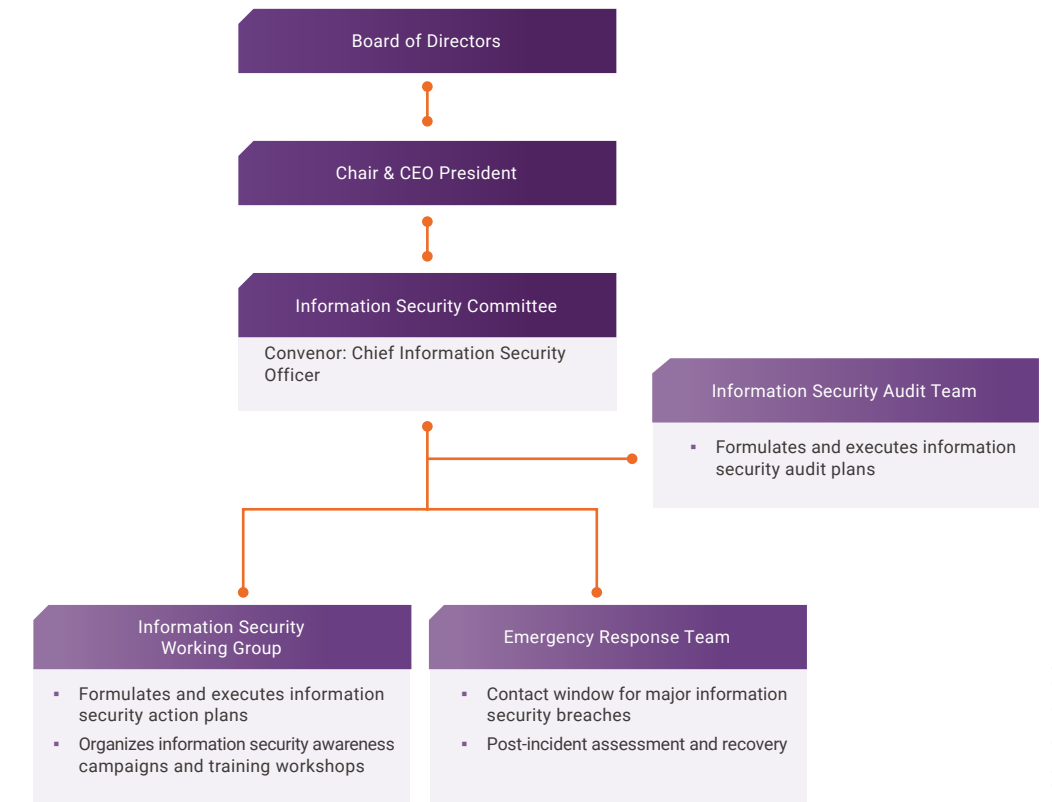 Board of Directors
Chair & CEO President
Information Security Committee
Convenor: Chief Information Security
Officer
Information Security Audit Team
▪ Formulates and executes information
security audit plans
Information Security
Working Group
▪ Formulates and executes information
security action plans
▪ Organizes information security awareness
campaigns and training workshops
Emergency Response Team
▪ Contact window for major information
security breaches
▪ Post-incident assessment and recovery